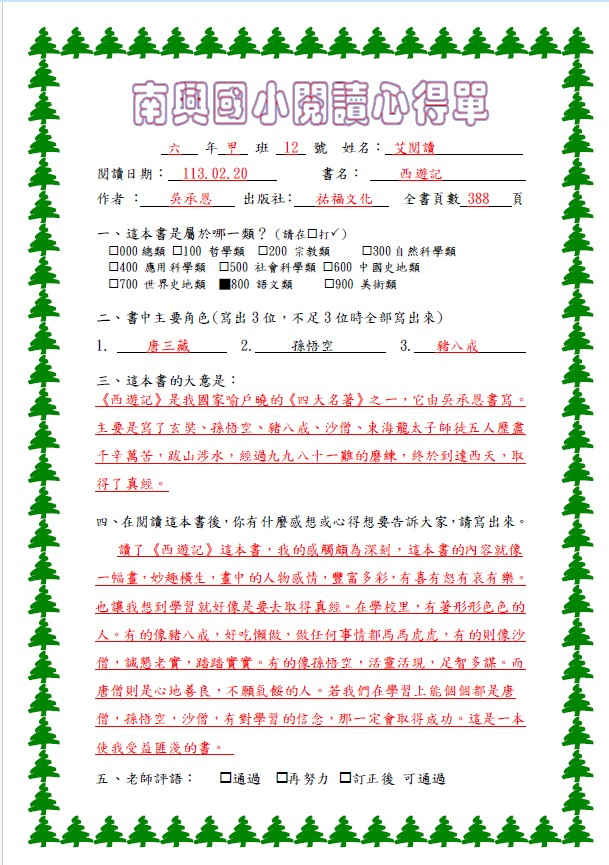 南興國小閱讀心得單
六 年 甲 班 12 號 姓名：艾閱讀
閱讀日期：113.02.20 書名：西遊記
作者：吳承恩 出版社：祐福文化 全書頁數 388 頁
一、這本書是屬於哪一類？（請在□打✓）
□000總類 □100 哲學類 □200 宗教類 □300自然科學類
□400 應用科學類 □500 社會科學類 □600 中國史地類
□700 世界史地類 ■800 語文類 □900 美術類
二、書中主要角色(寫出3位，不足3位時全部寫出來)
1. 唐三藏 2. 孫悟空 3. 豬八戒
三、這本書的大意是：
《西遊記》是我國家喻戶曉的《四大名著》之一，它由吳承恩書寫。
主要是寫了玄奘、孫悟空、豬八戒、沙僧、東海龍太子師徒五人歷盡
千辛萬苦，跋山涉水，經過九九八十一難的磨練，終於到達西天，取
得了真經。
四、在閱讀這本書後，你有什麼感想或心得想要告訴大家，請寫出來。
讀了《西遊記》這本書，我的感觸頗為深刻，這本書的內容就像
一幅畫，妙趣橫生，畫中的人物感情，豐富多彩，有喜有怒有哀有樂。
也讓我想到學習就好像是要去取得真經。在學校里，有著形形色色的
人。有的像豬八戒，好吃懶做，做任何事情都馬馬虎虎，有的則像沙
僧，誠懇老實，踏踏實實。有的像孫悟空，活靈活現，足智多謀。而
唐僧則是心地善良，不願氣餒的人。若我們在學習上能個個都是唐
僧，孫悟空，沙僧，有對學習的信念，那一定會取得成功。這是一本
使我受益匪淺的書。
五、老師評語： □通過 □再努力 □訂正後 可通過